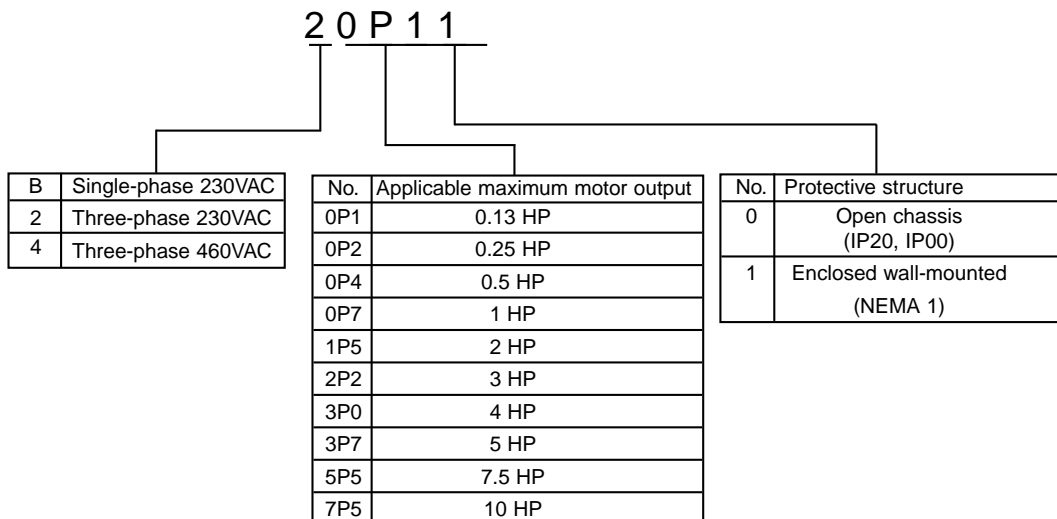 2 0 P 1 1
B Single-phase 230VAC
2 Three-phase 230VAC
4 Three-phase 460VAC
No. Applicable maximum motor output
0P1 0.13 HP
0P2 0.25 HP
0P4 0.5 HP
0P7 1 HP
1P5 2 HP
2P2 3 HP
3P0 4 HP
3P7 5 HP
5P5 7.5 HP
7P5 10 HP
No. Protective structure
0 Open chassis
(IP20, IP00)
1 Enclosed wall-mounted
(NEMA 1)